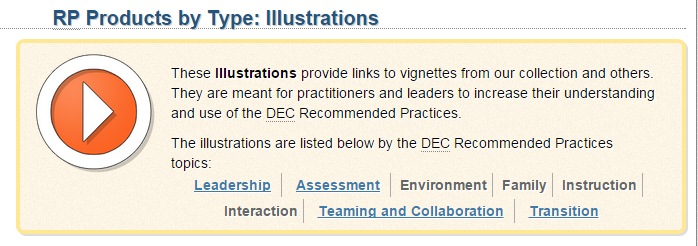 RP Products by Type: Illustrations
These Illustrations provide links to vignettes from our collection and others.
They are meant for practitioners and leaders to increase their understanding
and use of the DEC Recommended Practices.
The illustrations are listed below by the DEC Recommended Practices
topics:
Leadership Assessment Environment Family Instruction
Interaction Teaming and Collaboration Transition